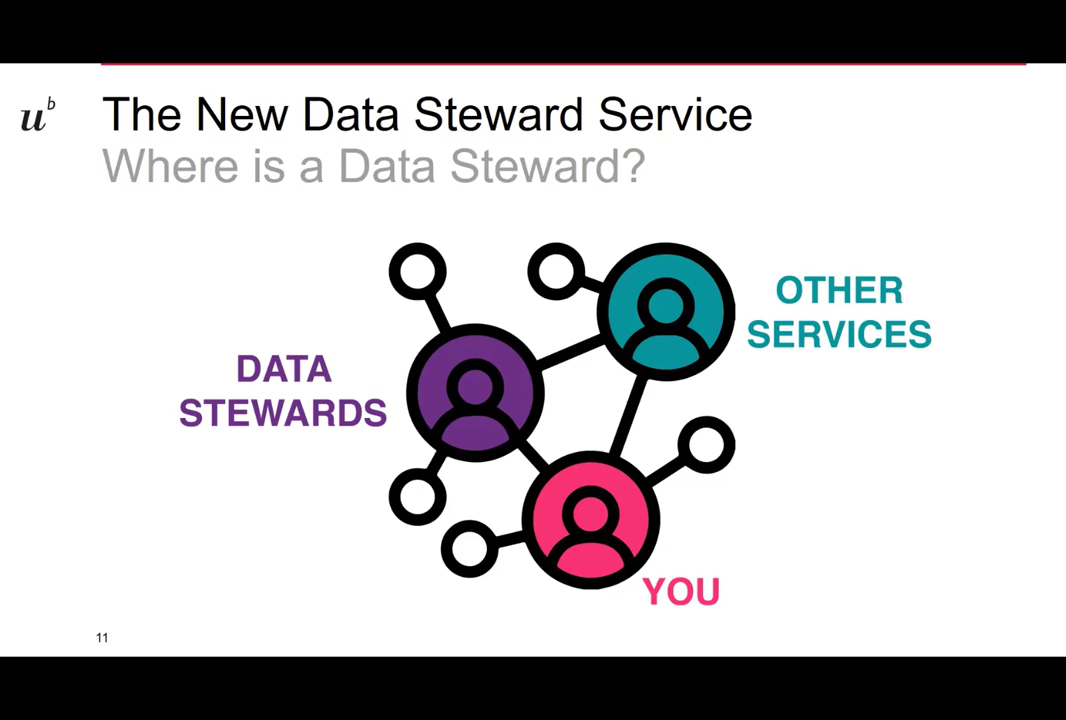 u^b
The New Data Steward Service
Where is a Data Steward?
OTHER
SERVICES
DATA
STEWARDS
YOU
11